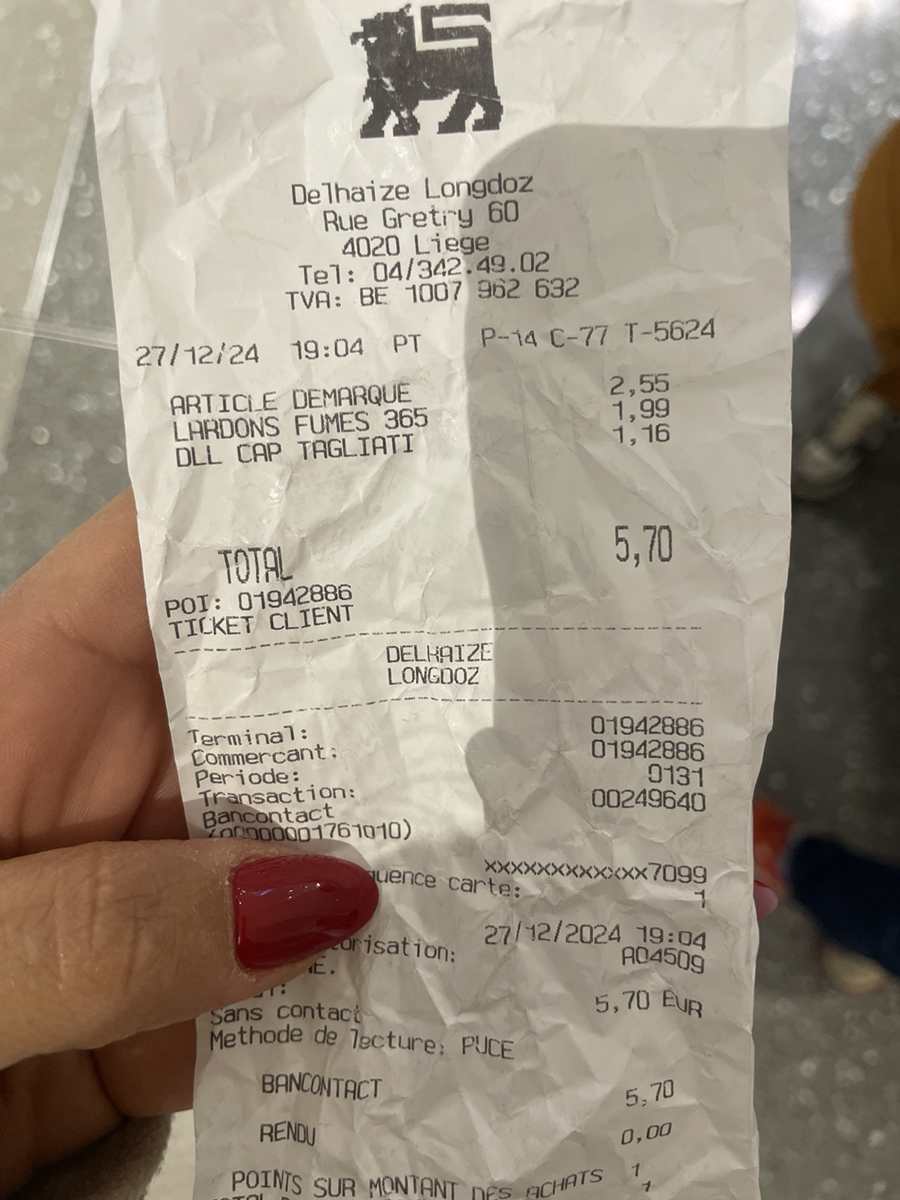 Delhaize Longdoz
Rue Gretry 60
4020 Liege
Tel: 04/342.49.02
TVA: BE 1007 962 632
27/12/24 19:04 PT P-14 C-77 T-5624
ARTICLE DEMARQUE 2,55
LARDONS FUMES 365 1,99
DLL CAP TAGLIATI 1,16
TOTAL 5,70
POI: 01942886
TICKET CLIENT
DELHAIZE
LONGDOZ
Terminal: 01942886
Commercant: 01942886
Periode: 0131
Transaction: 00249640
Bancontact
xxxxxxxxxxxxx7099
carte: 1
27/12/2024 19:04
A04509
5,70 EUR
Sans contact
Methode de lecture: PUCE
BANCONTACT 5,70
RENDU 0,00
POINTS SUR MONTANT DES ACHATS 1